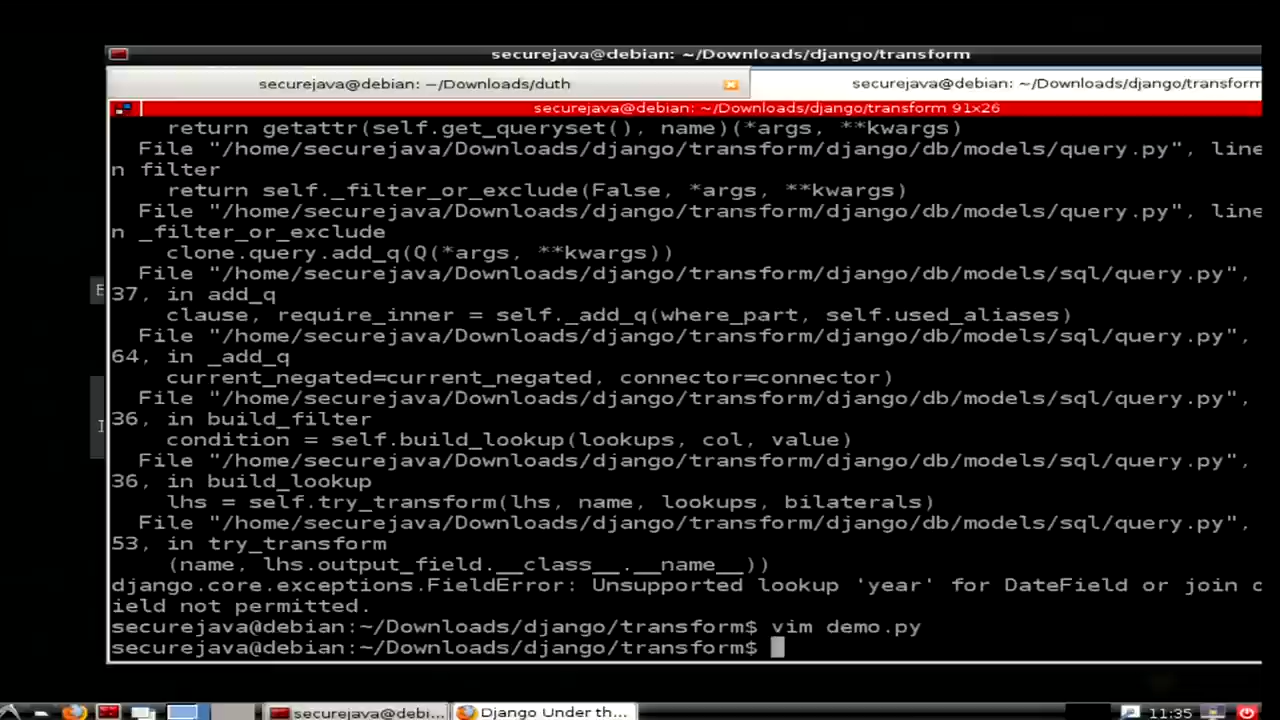 securejava@debian: ~/Downloads/django/transform
securejava@debian: ~/Downloads/duth
securejava@debian: ~/Downloads/django/transform
securejava@debian: ~/Downloads/django/transform 91x26
return getattr(self.get_queryset(), name)(*args, **kwargs)
File "/home/securejava/Downloads/django/transform/django/db/models/query.py", line
n filter
return self._filter_or_exclude(False, *args, **kwargs)
File "/home/securejava/Downloads/django/transform/django/db/models/query.py", line
n _filter_or_exclude
clone.query.add_q(Q(*args, **kwargs))
File "/home/securejava/Downloads/django/transform/django/db/models/sql/query.py",
37, in add_q
clause, require_inner = self._add_q(where_part, self.used_aliases)
File "/home/securejava/Downloads/django/transform/django/db/models/sql/query.py",
64, in _add_q
current_negated=current_negated, connector=connector)
File "/home/securejava/Downloads/django/transform/django/db/models/sql/query.py",
36, in build_filter
condition = self.build_lookup(lookups, col, value)
File "/home/securejava/Downloads/django/transform/django/db/models/sql/query.py",
36, in build_lookup
lhs = self.try_transform(lhs, name, lookups, bilaterals)
File "/home/securejava/Downloads/django/transform/django/db/models/sql/query.py",
53, in try_transform
(name, lhs.output_field.__class__.__name__))
django.core.exceptions.FieldError: Unsupported lookup 'year' for DateField or join
ield not permitted.
securejava@debian:~/Downloads/django/transform$ vim demo.py
securejava@debian:~/Downloads/django/transform$
securejava@debi... Django Under th... 11:35